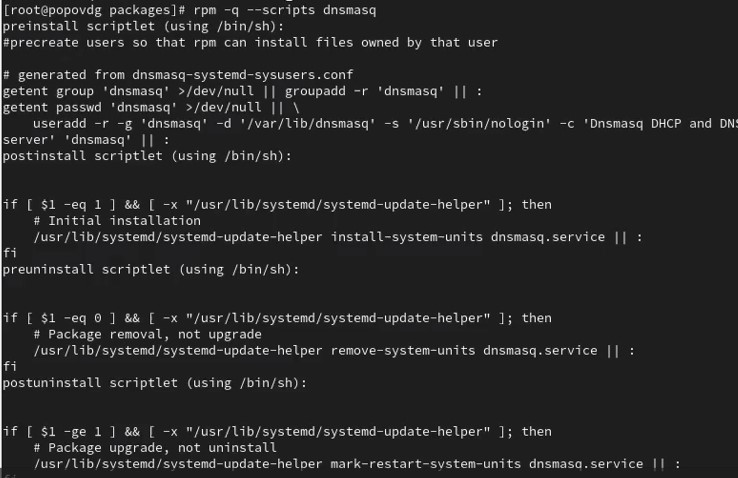 [root@popovdg packages]# rpm -q --scripts dnsmasq
preinstall scriptlet (using /bin/sh):
#precreate users so that rpm can install files owned by that user

# generated from dnsmasq-systemd-sysusers.conf
getent group 'dnsmasq' >/dev/null || groupadd -r 'dnsmasq' || :
getent passwd 'dnsmasq' >/dev/null || \
    useradd -r -g 'dnsmasq' -d '/var/lib/dnsmasq' -s '/usr/sbin/nologin' -c 'Dnsmasq DHCP and DNS
server' 'dnsmasq' || :
postinstall scriptlet (using /bin/sh):


if [ $1 -eq 1 ] && [ -x "/usr/lib/systemd/systemd-update-helper" ]; then
    # Initial installation
    /usr/lib/systemd/systemd-update-helper install-system-units dnsmasq.service || :
fi
preuninstall scriptlet (using /bin/sh):


if [ $1 -eq 0 ] && [ -x "/usr/lib/systemd/systemd-update-helper" ]; then
    # Package removal, not upgrade
    /usr/lib/systemd/systemd-update-helper remove-system-units dnsmasq.service || :
fi
postuninstall scriptlet (using /bin/sh):


if [ $1 -ge 1 ] && [ -x "/usr/lib/systemd/systemd-update-helper" ]; then
    # Package upgrade, not uninstall
    /usr/lib/systemd/systemd-update-helper mark-restart-system-units dnsmasq.service || :